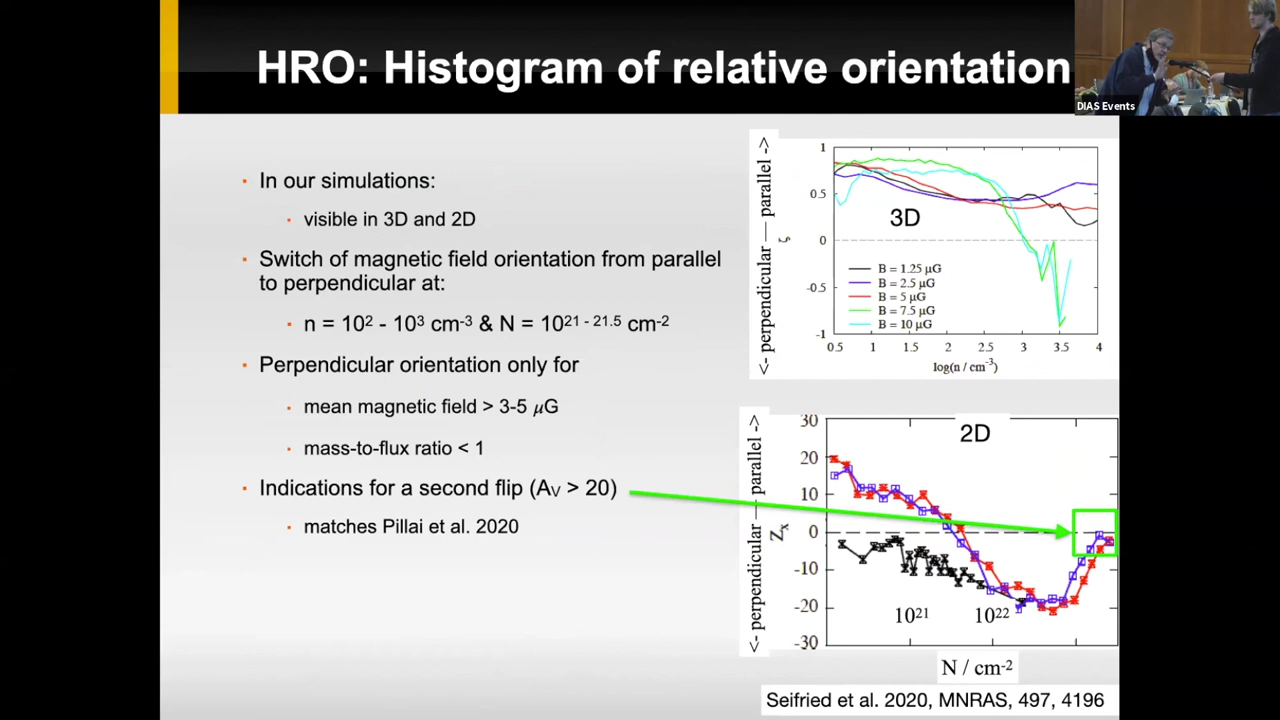 HRO: Histogram of relative orientation
DIAS Events
In our simulations:
visible in 3D and 2D
Switch of magnetic field orientation from parallel
to perpendicular at:
n = 10² - 10³ cm⁻³ & N = 10²¹ ⁻ ²¹·⁵ cm⁻²
Perpendicular orientation only for
mean magnetic field > 3-5 μG
mass-to-flux ratio < 1
Indications for a second flip (Aᵥ > 20)
matches Pillai et al. 2020
<- perpendicular — parallel ->
ζ
1
0.5
0
-0.5
-1
3D
B = 1.25 μG
B = 2.5 μG
B = 5 μG
B = 7.5 μG
B = 10 μG
0.5 1 1.5 2 2.5 3 3.5 4
log(n / cm⁻³)
<- perpendicular — parallel ->
Zₓ
30
20
10
0
-10
-20
-30
2D
10²¹ 10²²
N / cm⁻²
Seifried et al. 2020, MNRAS, 497, 4196